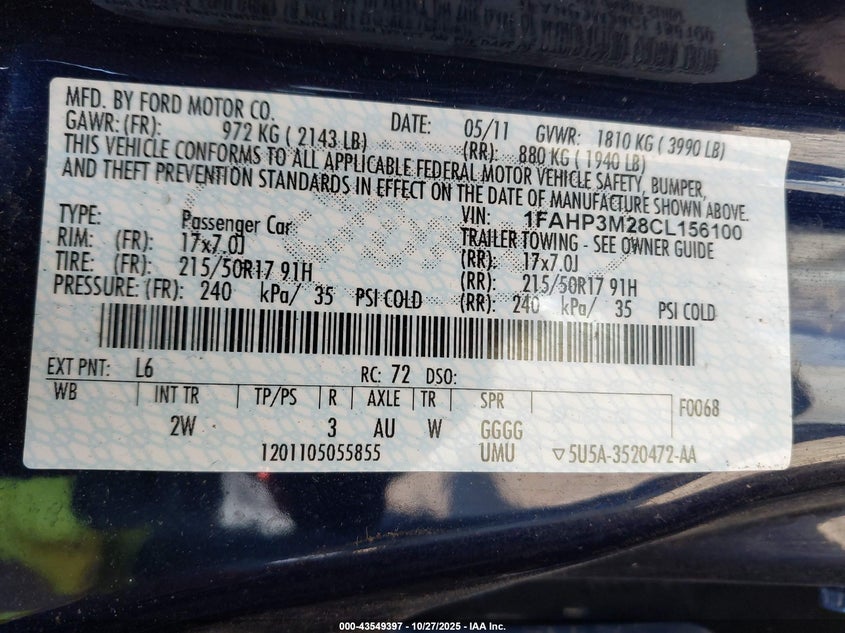 MFD. BY FORD MOTOR CO. DATE: 05/11 GVWR: 1810 KG ( 3990 LB)
GAWR: (FR): 972 KG ( 2143 LB) (RR): 880 KG ( 1940 LB)
THIS VEHICLE CONFORMS TO ALL APPLICABLE FEDERAL MOTOR VEHICLE SAFETY, BUMPER,
AND THEFT PREVENTION STANDARDS IN EFFECT ON THE DATE OF MANUFACTURE SHOWN ABOVE.
VIN: 1FAHP3M28CL156100
TYPE: Passenger Car TRAILER TOWING - SEE OWNER GUIDE
RIM: (FR): 17x7.0J (RR): 17x7.0J
TIRE: (FR): 215/50R17 91H (RR): 215/50R17 91H
PRESSURE: (FR): 240 kPa/ 35 PSI COLD (RR): 240 kPa/ 35 PSI COLD
EXT PNT: L6 RC: 72 DSO:
WB INT TR TP/PS R AXLE TR SPR F0068
2W 3 AU W GGGG
1201105055855 UMU ▽5U5A-3520472-AA
000-43549397 - 10/27/2025 - IAA Inc.